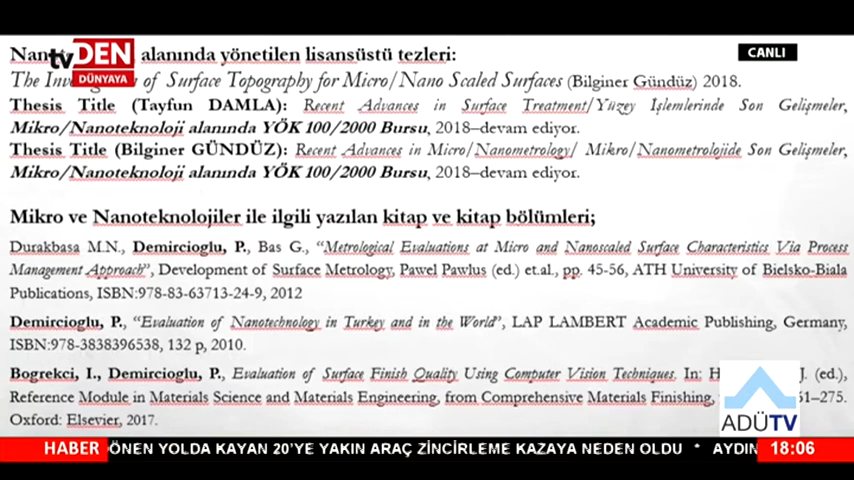 tv DEN
DÜNYAYA
CANLI
alanında yönetilen lisansüstü tezleri:
The of Surface Topography for Micro/Nano Scaled Surfaces (Bilginer Gündüz) 2018.
Thesis Title (Tayfun DAMLA): Recent Advances in Surface Treatment/Yüzey Işlemlerinde Son Gelişmeler,
Mikro/Nanoteknoloji alanında YÖK 100/2000 Bursu, 2018–devam ediyor.
Thesis Title (Bilginer GÜNDÜZ): Recent Advances in Micro/Nanometrology/ Mikro/Nanometrolojide Son Gelişmeler,
Mikro/Nanoteknoloji alanında YÖK 100/2000 Bursu, 2018–devam ediyor.
Mikro ve Nanoteknolojiler ile ilgili yazılan kitap ve kitap bölümleri;
Durakbasa M.N., Demircioglu, P., Bas G., “Metrological Evaluations at Micro and Nanoscaled Surface Characteristics Via Process
Management Approach”, Development of Surface Metrology, Pawel Pawlus (ed.) et.al., pp. 45-56, ATH University of Bielsko-Biala
Publications, ISBN:978-83-63713-24-9, 2012
Demircioglu, P., “Evaluation of Nanotechnology in Turkey and in the World”, LAP LAMBERT Academic Publishing, Germany,
ISBN:978-3838396538, 132 p, 2010.
Bogrekci, I., Demircioglu, P., Evaluation of Surface Finish Quality Using Computer Vision Techniques. In: J. (ed.),
Reference Module in Materials Science and Materials Engineering, from Comprehensive Materials Finishing, 61–275.
Oxford: Elsevier, 2017.
ADÜTV
HABER ÖNEN YOLDA KAYAN 20'YE YAKIN ARAÇ ZİNCİRLEME KAZAYA NEDEN OLDU * AYDIN 18:06